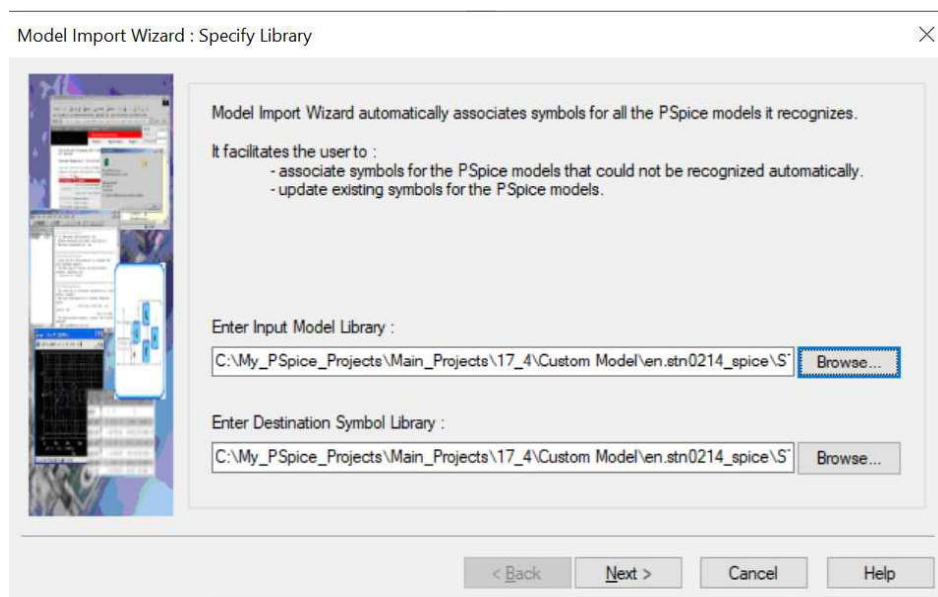 Model Import Wizard : Specify Library
Model Import Wizard automatically associates symbols for all the PSpice models it recognizes.
It facilitates the user to :
- associate symbols for the PSpice models that could not be recognized automatically.
- update existing symbols for the PSpice models.
Enter Input Model Library :
C:\My_PSpice_Projects\Main_Projects\17_4\Custom Model\en.stn0214_spice\S
Browse...
Enter Destination Symbol Library :
C:\My_PSpice_Projects\Main_Projects\17_4\Custom Model\en.stn0214_spice\S
Browse...
< Back
Next >
Cancel
Help